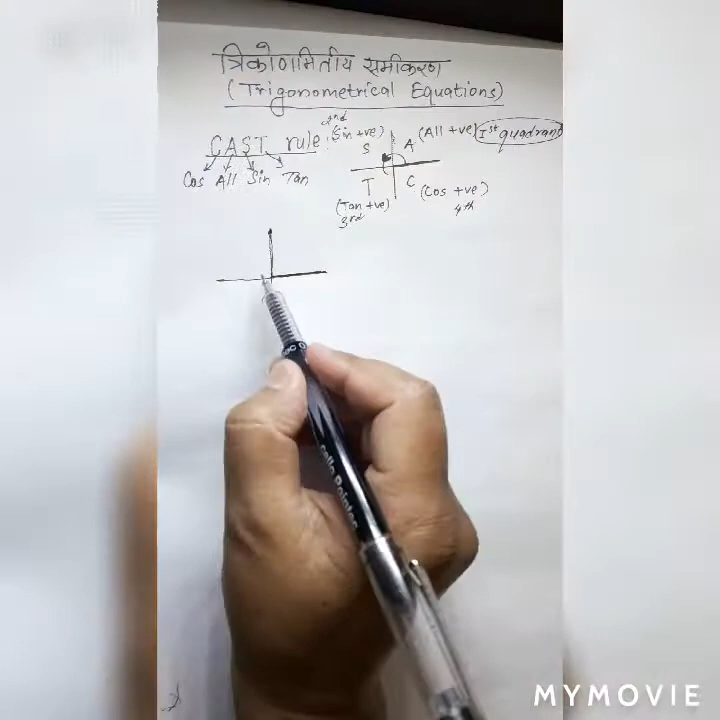 त्रिकोणमितीय समीकरण
(Trigonometrical Equations)
CAST rule:
Cos All Sin Tan
2nd (Sin +ve) (All +ve) Ist quadrant
S A
T C
(Tan +ve) (Cos +ve)
3rd 4th
cello Pointec
MYMOVIE